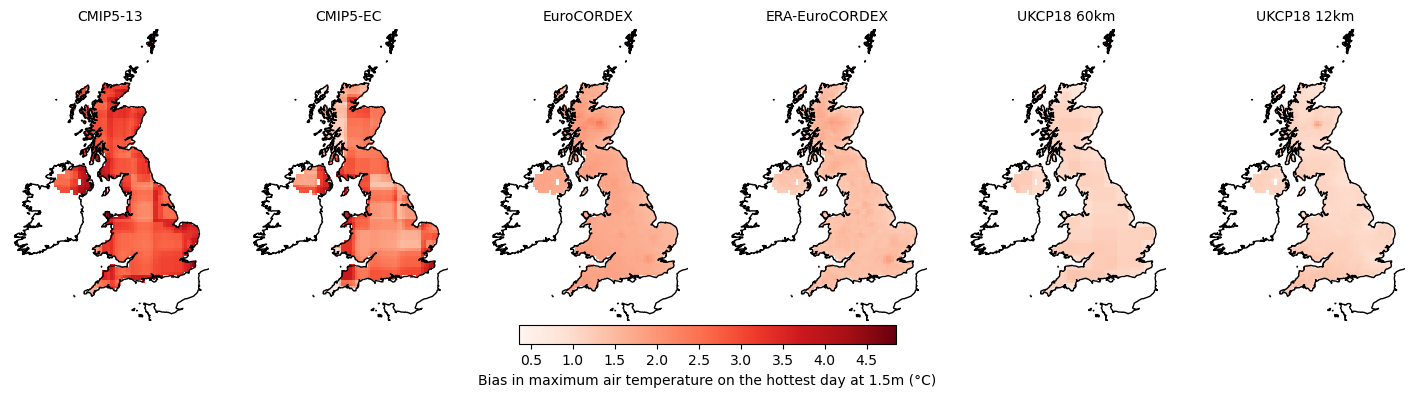 CMIP5-13 CMIP5-EC EuroCORDEX ERA-EuroCORDEX UKCP18 60km UKCP18 12km
0.5 1.0 1.5 2.0 2.5 3.0 3.5 4.0 4.5
Bias in maximum air temperature on the hottest day at 1.5m (°C)